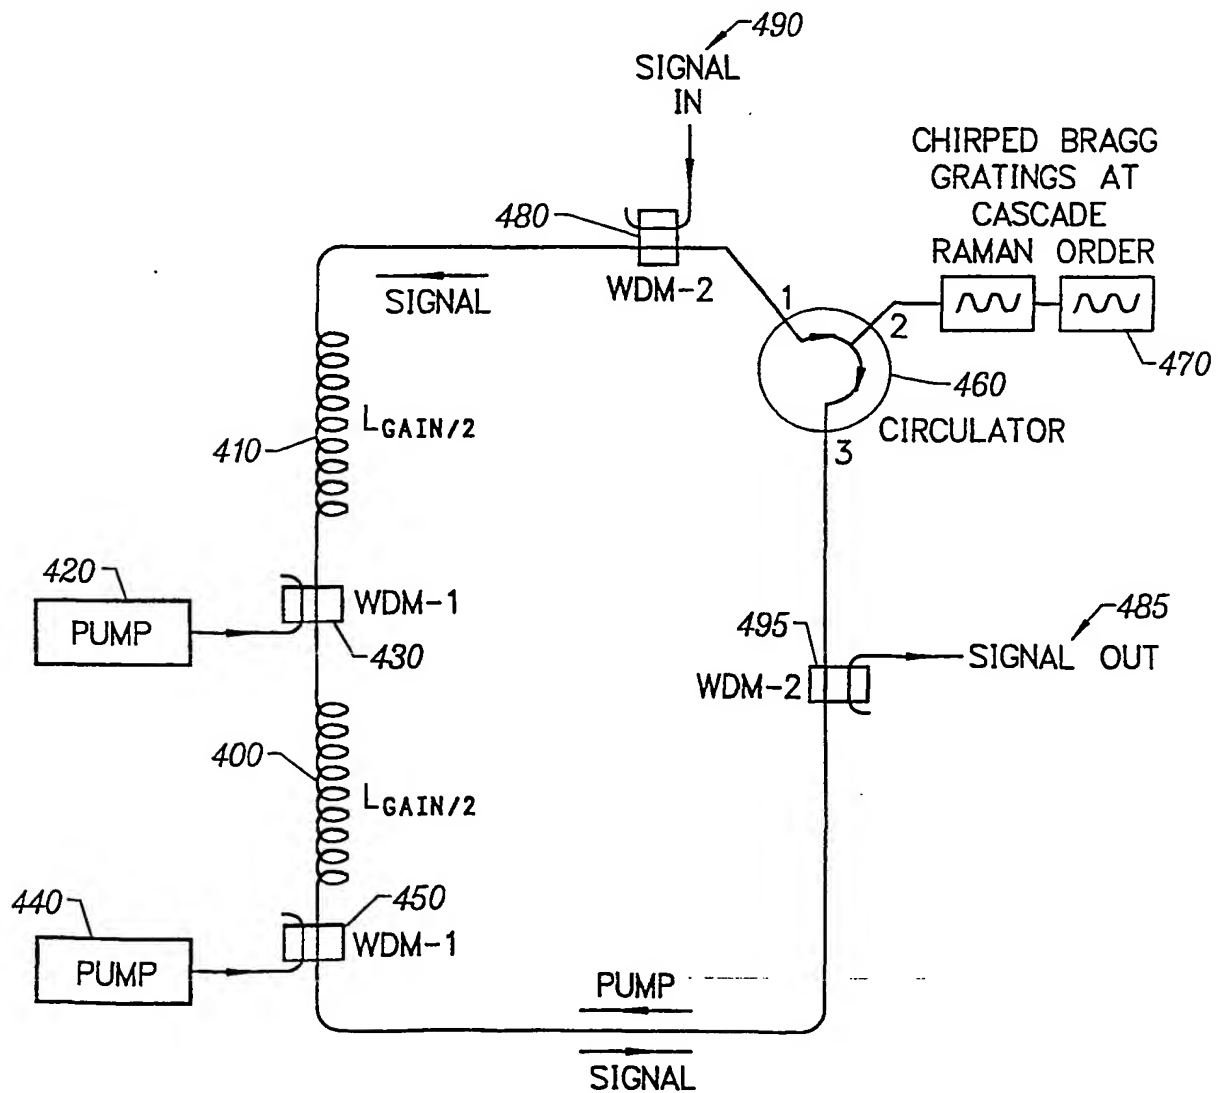 490
SIGNAL
IN
CHIRPED BRAGG
GRATINGS AT
CASCADE
RAMAN ORDER
480
WDM-2
SIGNAL
1
2
470
460
CIRCULATOR
3
410
LGAIN/2
420
PUMP
WDM-1
430
485
495
SIGNAL OUT
WDM-2
400
LGAIN/2
440
PUMP
450
WDM-1
PUMP
SIGNAL